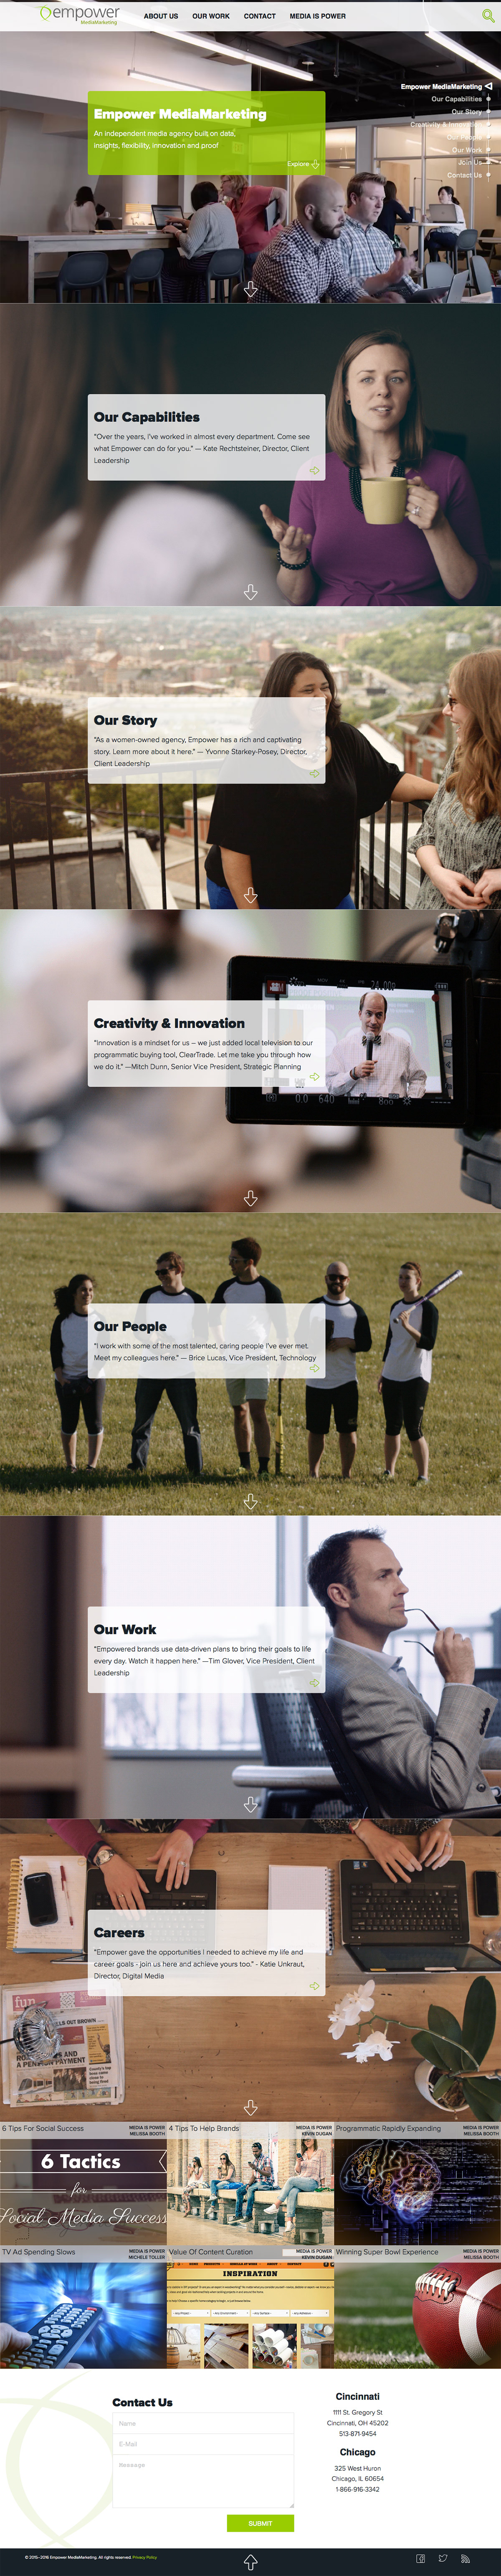 empower
MediaMarketing
ABOUT US
OUR WORK
CONTACT
MEDIA IS POWER
Empower MediaMarketing
An independent media agency built on data,
insights, flexibility, innovation and proof
Explore
Empower MediaMarketing
Our Capabilities
Our Story
Creativity & Innovation
Our People
Our Work
Join Us
Contact Us
Our Capabilities
"Over the years, I've worked in almost every department. Come see
what Empower can do for you." — Kate Rechtsteiner, Director, Client
Leadership
Our Story
"As a women-owned agency, Empower has a rich and captivating
story. Learn more about it here." — Yvonne Starkey-Posey, Director,
Client Leadership
24.00p
0.0 640
800
Creativity & Innovation
"Innovation is a mindset for us – we just added local television to our
programmatic buying tool, ClearTrade. Let me take you through how
we do it." —Mitch Dunn, Senior Vice President, Strategic Planning
Our People
"I work with some of the most talented, caring people I've ever met.
Meet my colleagues here." — Brice Lucas, Vice President, Technology
Our Work
"Empowered brands use data-driven plans to bring their goals to life
every day. Watch it happen here." —Tim Glover, Vice President, Client
Leadership
Careers
"Empower gave the opportunities I needed to achieve my life and
career goals - join us here and achieve yours too." - Katie Unkraut,
Director, Digital Media
fun
6 Tips For Social Success
MEDIA IS POWER
MELISSA BOOTH
6 Tactics
for
Social Media Success
4 Tips To Help Brands
MEDIA IS POWER
KEVIN DUGAN
Programmatic Rapidly Expanding
MEDIA IS POWER
MELISSA BOOTH
TV Ad Spending Slows
MEDIA IS POWER
MICHELE TOLLER
Value Of Content Curation
MEDIA IS POWER
KEVIN DUGAN
INSPIRATION
Winning Super Bowl Experience
MEDIA IS POWER
MELISSA BOOTH
Contact Us
Name
E-Mail
Message
SUBMIT
Cincinnati
1111 St. Gregory St
Cincinnati, OH 45202
513-871-9454
Chicago
325 West Huron
Chicago, IL 60654
1-866-916-3342
© 2015–2016 Empower MediaMarketing. All rights reserved. Privacy Policy